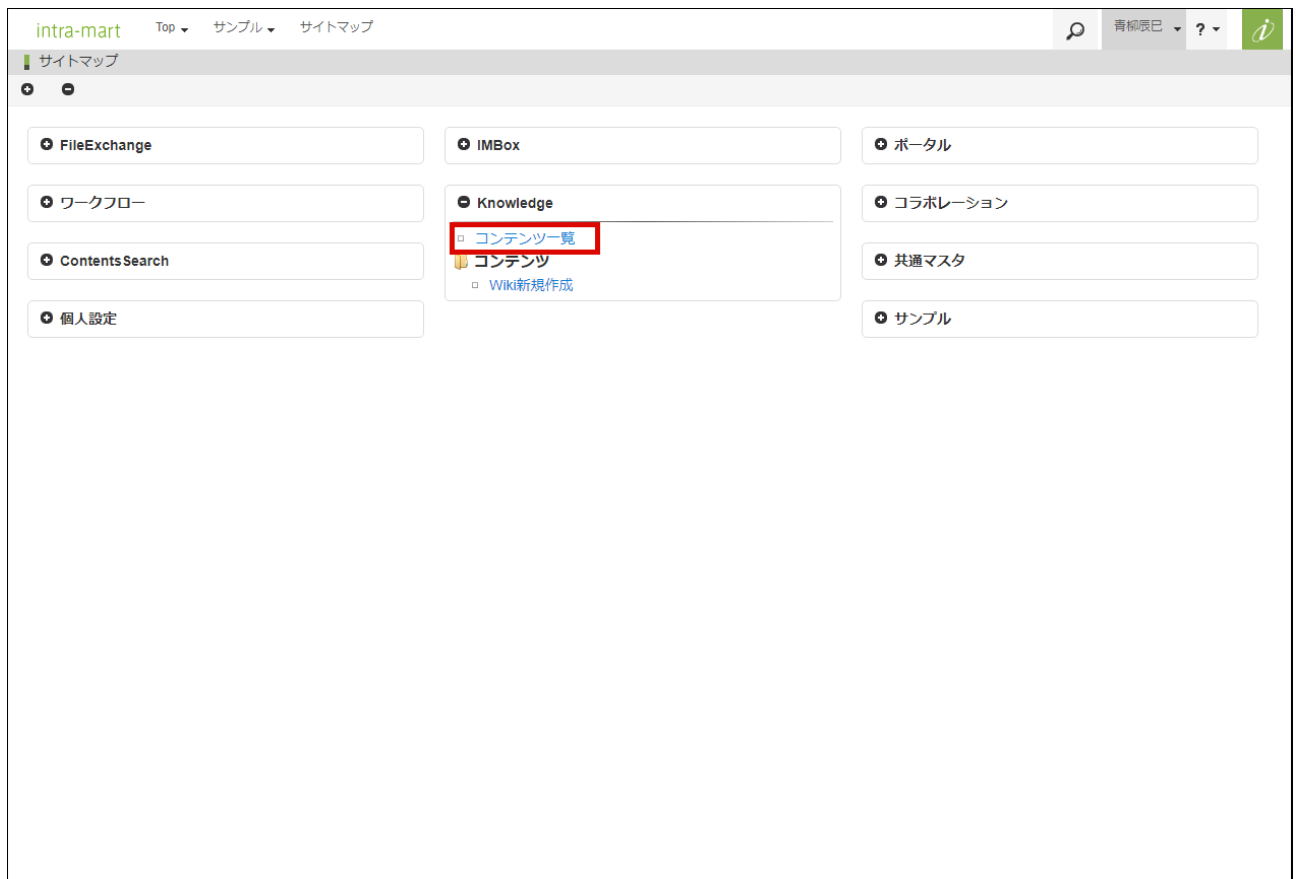 intra-mart Top サンプル サイトマップ 青柳辰巳 ?
サイトマップ
FileExchange IMBox ポータル
ワークフロー Knowledge コラボレーション
コンテンツ一覧
ContentsSearch コンテンツ 共通マスタ
Wiki新規作成
個人設定 サンプル